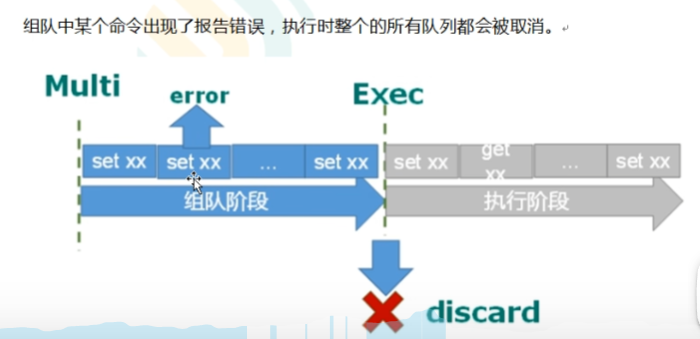 组队中某个命令出现了报告错误，执行时整个的所有队列都会被取消。
Multi
error
Exec
set xx
set xx
...
set xx
set xx
get xx
...
set xx
组队阶段
执行阶段
discard